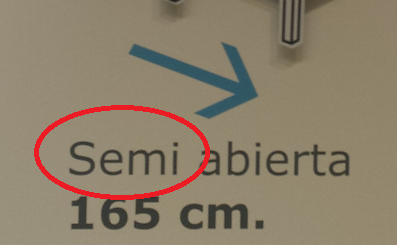 Semi abierta
165 cm.